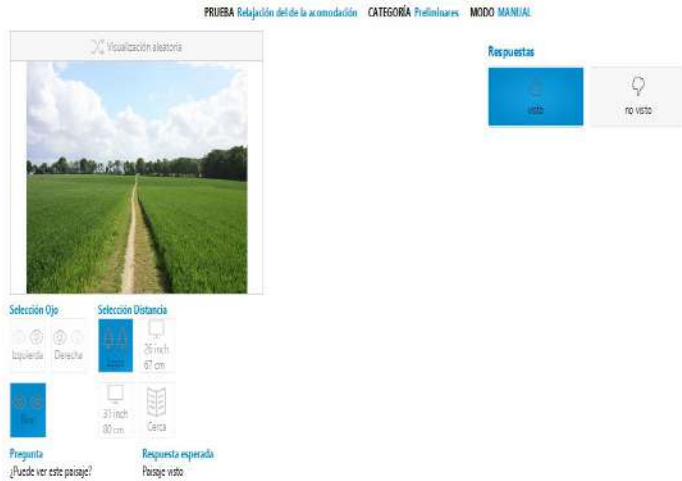 PRUEBA Relajación del de la acomodación CATEGORÍA Preliminares MODO MANUAL
Visualización aleatoria
Respuestas
visto no visto
Selección Ojo Selección Distancia
Izquierda Derecha
26 inch
67 cm
31 inch
80 cm
Cerca
Pregunta Respuesta esperada
¿Puede ver este paisaje? Paisaje visto